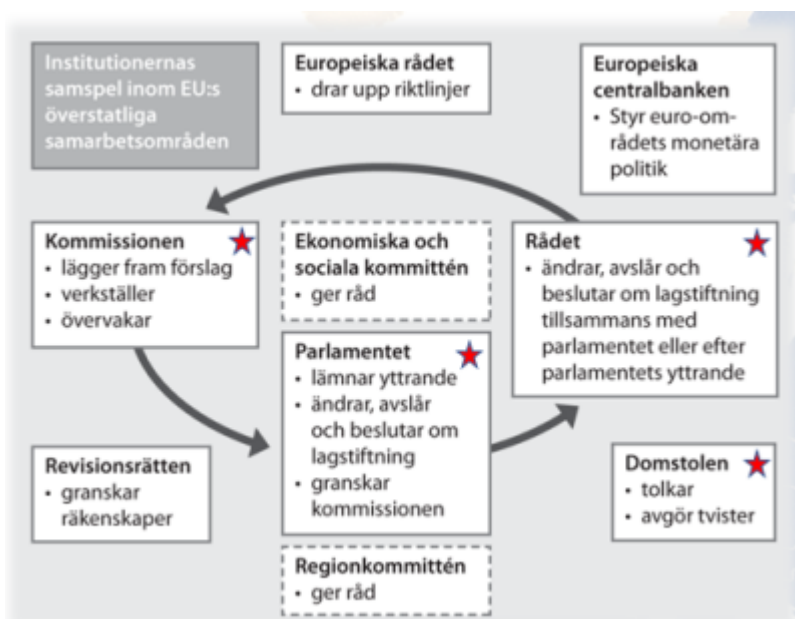 Institutionernas
samspel inom EU:s
överstatliga
samarbetsområden
Europeiska rådet
• drar upp riktlinjer
Europeiska
centralbanken
• Styr euro-om-
rådets monetära
politik
Kommissionen
• lägger fram förslag
• verkställer
• övervakar
Ekonomiska och
sociala kommittén
• ger råd
Rådet
• ändrar, avslår och
beslutar om lagstiftning
tillsammans med
parlamentet eller efter
parlamentets yttrande
Parlamentet
• lämnar yttrande
• ändrar, avslår
och beslutar om
lagstiftning
• granskar
kommissionen
Revisionsrätten
• granskar
räkenskaper
Domstolen
• tolkar
• avgör tvister
Regionkommittén
• ger råd